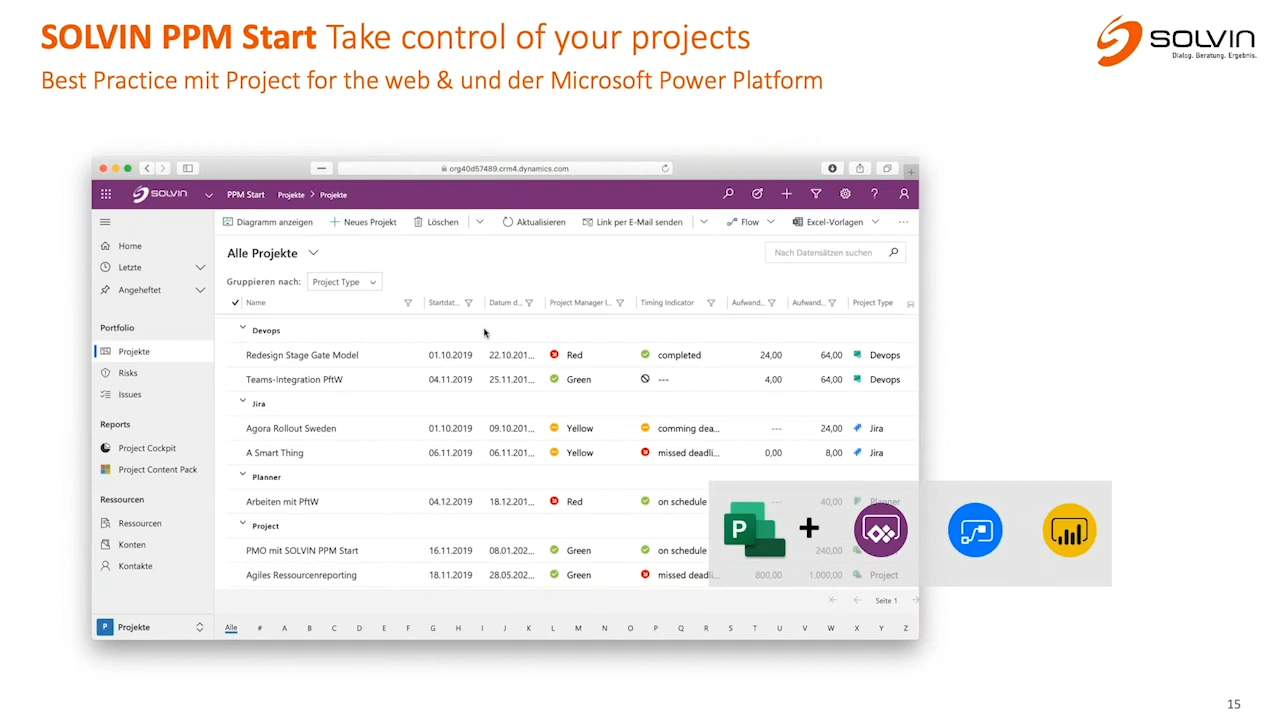 SOLVIN PPM Start Take control of your projects
Best Practice mit Project for the web & und der Microsoft Power Platform
SOLVIN
Dialog. Beratung. Ergebnis.
org40d57489.crm4.dynamics.com
SOLVIN PPM Start Projekte > Projekte
Diagramm anzeigen Neues Projekt Löschen Aktualisieren Link per E-Mail senden Flow Excel-Vorlagen
Home
Letzte
Angeheftet
Portfolio
Projekte
Risks
Issues
Reports
Project Cockpit
Project Content Pack
Ressourcen
Ressourcen
Konten
Kontakte
P Projekte
Alle Projekte
Nach Datensätzen suchen
Gruppieren nach: Project Type
Name Startdat... Datum d... Project Manager I... Timing Indicator Aufwand... Aufwand... Project Type
Devops
Redesign Stage Gate Model 01.10.2019 22.10.201... Red completed 24,00 64,00 Devops
Teams-Integration PftW 04.11.2019 25.11.201... Green --- 4,00 64,00 Devops
Jira
Agora Rollout Sweden 01.10.2019 09.10.201... Yellow comming dea... --- 24,00 Jira
A Smart Thing 06.11.2019 06.11.201... Yellow missed deadli... 0,00 8,00 Jira
Planner
Arbeiten mit PftW 04.12.2019 18.12.201... Red on schedule --- 40,00 Planner
Project
PMO mit SOLVIN PPM Start 16.11.2019 08.01.202... Green on schedule 240,00
Agiles Ressourcenreporting 18.11.2019 28.05.202... Green missed deadli... 800,00 1.000,00 Project
P +
Seite 1
Alle # A B C D E F G H I J K L M N O P Q R S T U V W X Y Z
15